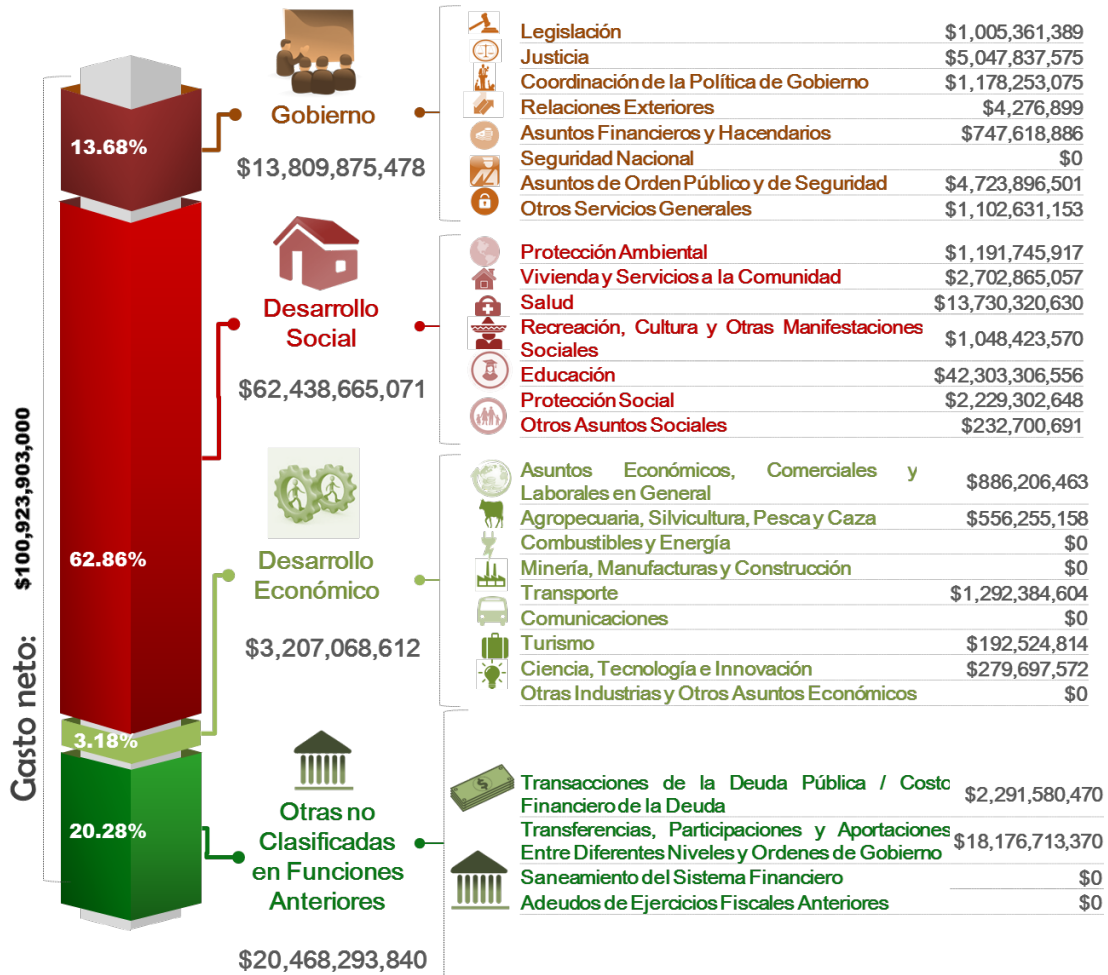 Gasto neto: $100,923,903,000
13.68%
62.86%
3.18%
20.28%
Gobierno
$13,809,875,478
Legislación $1,005,361,389
Justicia $5,047,837,575
Coordinación de la Política de Gobierno $1,178,253,075
Relaciones Exteriores $4,276,899
Asuntos Financieros y Hacendarios $747,618,886
Seguridad Nacional $0
Asuntos de Orden Público y de Seguridad $4,723,896,501
Otros Servicios Generales $1,102,631,153
Desarrollo
Social
$62,438,665,071
Protección Ambiental $1,191,745,917
Vivienda y Servicios a la Comunidad $2,702,865,057
Salud $13,730,320,630
Recreación, Cultura y Otras Manifestaciones
Sociales $1,048,423,570
Educación $42,303,306,556
Protección Social $2,229,302,648
Otros Asuntos Sociales $232,700,691
Desarrollo
Económico
$3,207,068,612
Asuntos Económicos, Comerciales y
Laborales en General $886,206,463
Agropecuaria, Silvicultura, Pesca y Caza $556,255,158
Combustibles y Energía $0
Minería, Manufacturas y Construcción $0
Transporte $1,292,384,604
Comunicaciones $0
Turismo $192,524,814
Ciencia, Tecnología e Innovación $279,697,572
Otras Industrias y Otros Asuntos Económicos $0
Otras no
Clasificadas
en Funciones
Anteriores
$20,468,293,840
Transacciones de la Deuda Pública / Costo
Financiero de la Deuda $2,291,580,470
Transferencias, Participaciones y Aportaciones
Entre Diferentes Niveles y Ordenes de Gobierno $18,176,713,370
Saneamiento del Sistema Financiero $0
Adeudos de Ejercicios Fiscales Anteriores $0